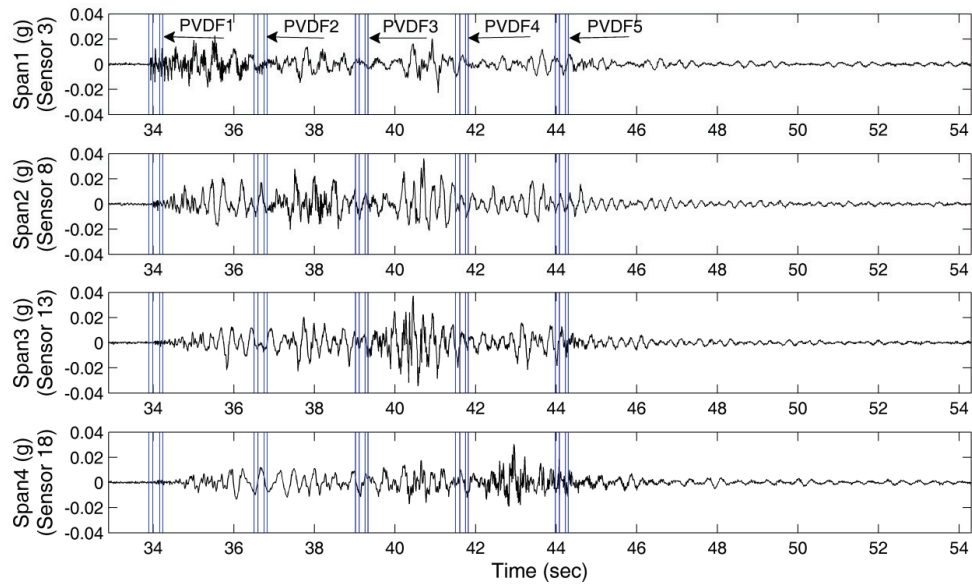 PVDF1 PVDF2 PVDF3 PVDF4 PVDF5
Span1 (g)
(Sensor 3)
0.04
0.02
0
-0.04
34 36 38 40 42 44 46 48 50 52 54
Span2 (g)
(Sensor 8)
0.04
0.02
0
-0.02
-0.04
34 36 38 40 42 44 46 48 50 52 54
Span3 (g)
(Sensor 13)
0.04
0.02
0
-0.02
-0.04
34 36 38 40 42 44 46 48 50 52 54
Span4 (g)
(Sensor 18)
0.04
0.02
0
-0.02
-0.04
34 36 38 40 42 44 46 48 50 52 54
Time (sec)